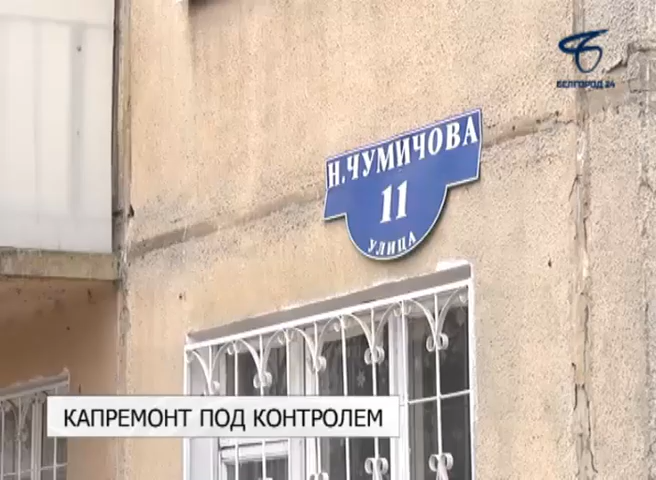 БЕЛГОРОД 24
Н.ЧУМИЧОВА
11
УЛИЦА
КАПРЕМОНТ ПОД КОНТРОЛЕМ